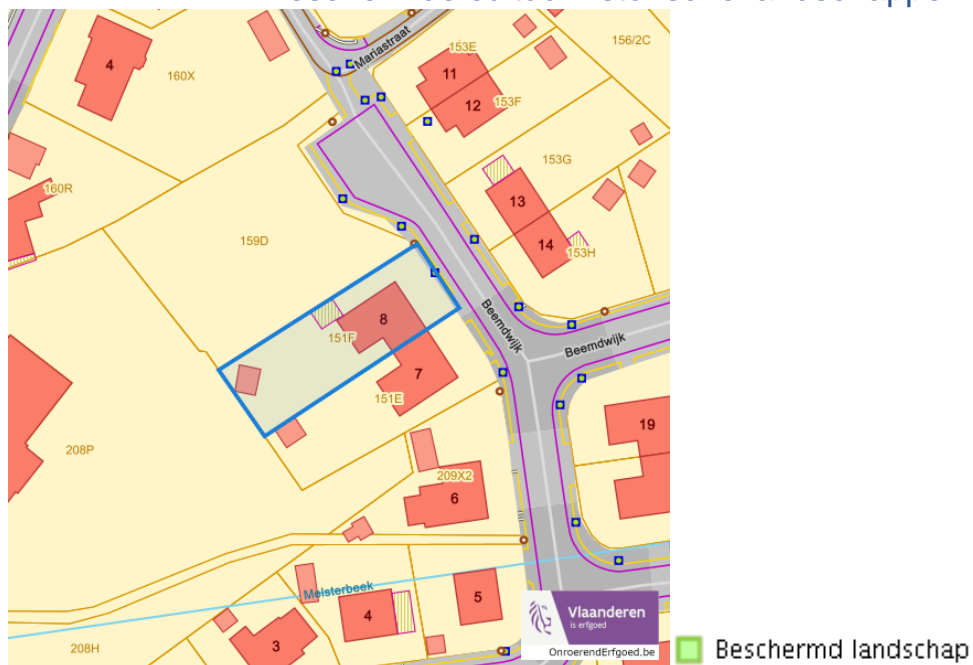 4
160X
Mariastraat
153E
156/2C
11
12
153F
153G
160R
13
14
153H
159D
8
151F
Beemdwijk
Beemdwijk
7
151E
19
208P
209X2
6
Meisterbeek
4
5
3
208H
Vlaanderen
is erfgoed
OnroerendErfgoed.be
Beschermd landschap